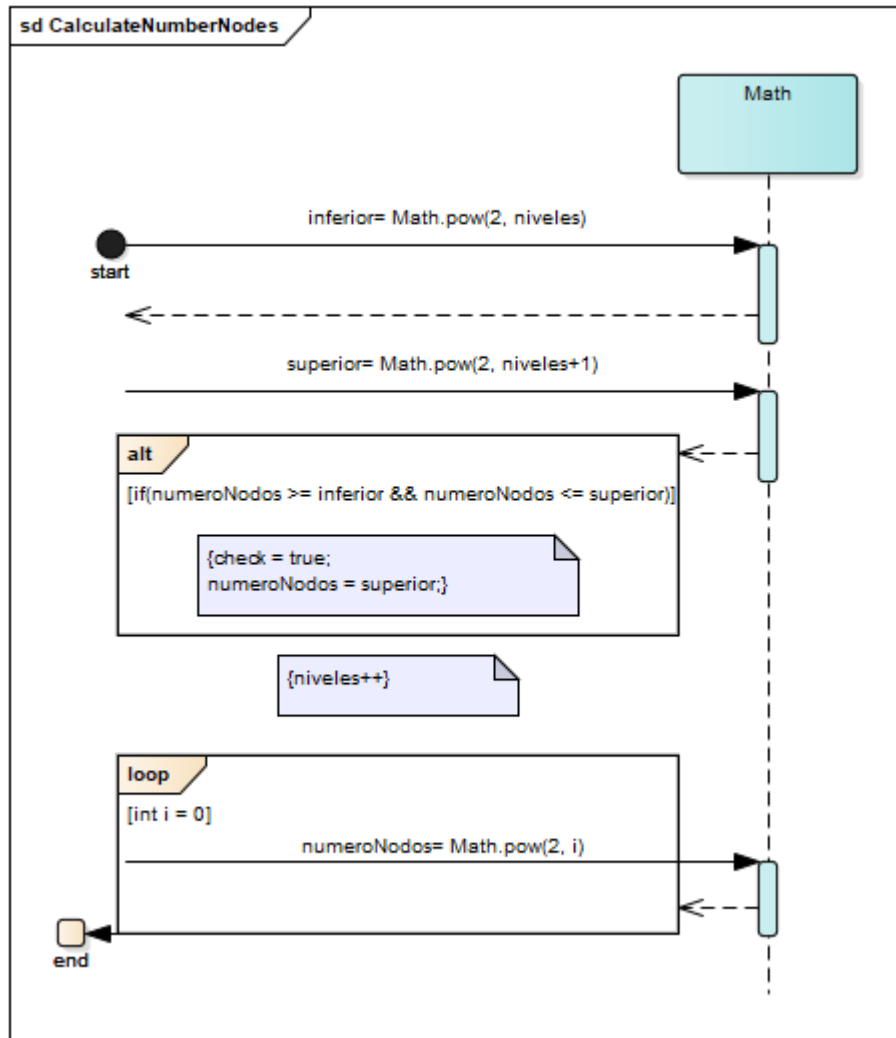 sd CalculateNumberNodes
Math
inferior= Math.pow(2, niveles)
start
superior= Math.pow(2, niveles+1)
alt
[if(numeroNodos >= inferior && numeroNodos <= superior)]
{check = true;
numeroNodos = superior;}
{niveles++}
loop
[int i = 0]
numeroNodos= Math.pow(2, i)
end